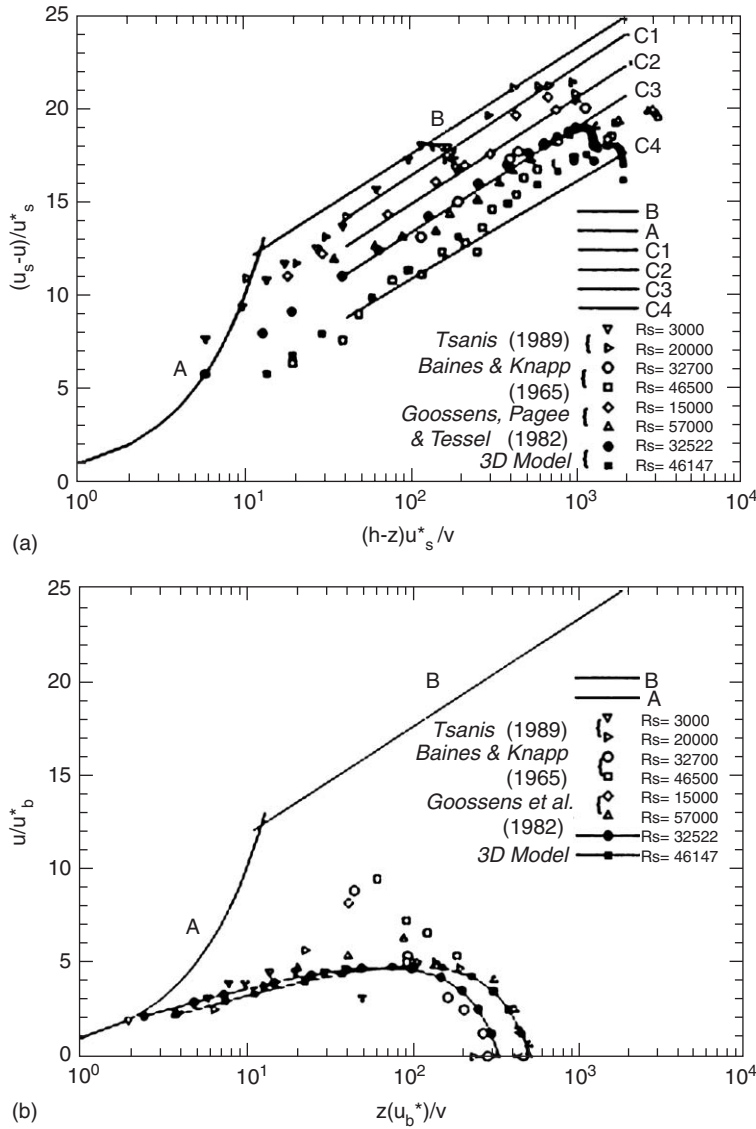 25
20
15
10
5
0
(u_s-u)/u*_s
C1
C2
C2
C3
C4
B
A
B
A
C1
C2
C3
C4
Tsanis (1989) { Rs= 3000
Rs= 20000
Baines & Knapp { Rs= 32700
(1965) Rs= 46500
Goossens, Pagee { Rs= 15000
& Tessel (1982) Rs= 57000
3D Model { Rs= 32522
Rs= 46147
10^0 10^1 10^2 10^3 10^4
(a) (h-z)u*_s/v
25
20
15
10
5
0
u/u*_b
B
A
B
A
Tsanis (1989) { Rs= 3000
Rs= 20000
Baines & Knapp { Rs= 32700
(1965) Rs= 46500
Goossens et al. { Rs= 15000
(1982) Rs= 57000
Rs= 32522
3D Model Rs= 46147
10^0 10^1 10^2 10^3 10^4
(b) z(u_b*)/v